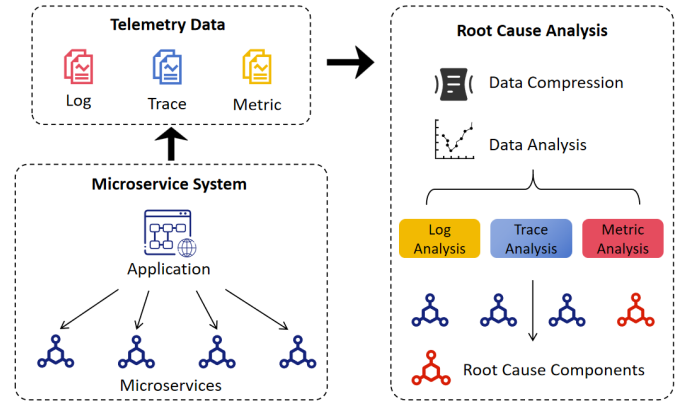 Telemetry Data
Log
Trace
Metric
Microservice System
Application
Microservices
Root Cause Analysis
Data Compression
Data Analysis
Log
Analysis
Trace
Analysis
Metric
Analysis
Root Cause Components